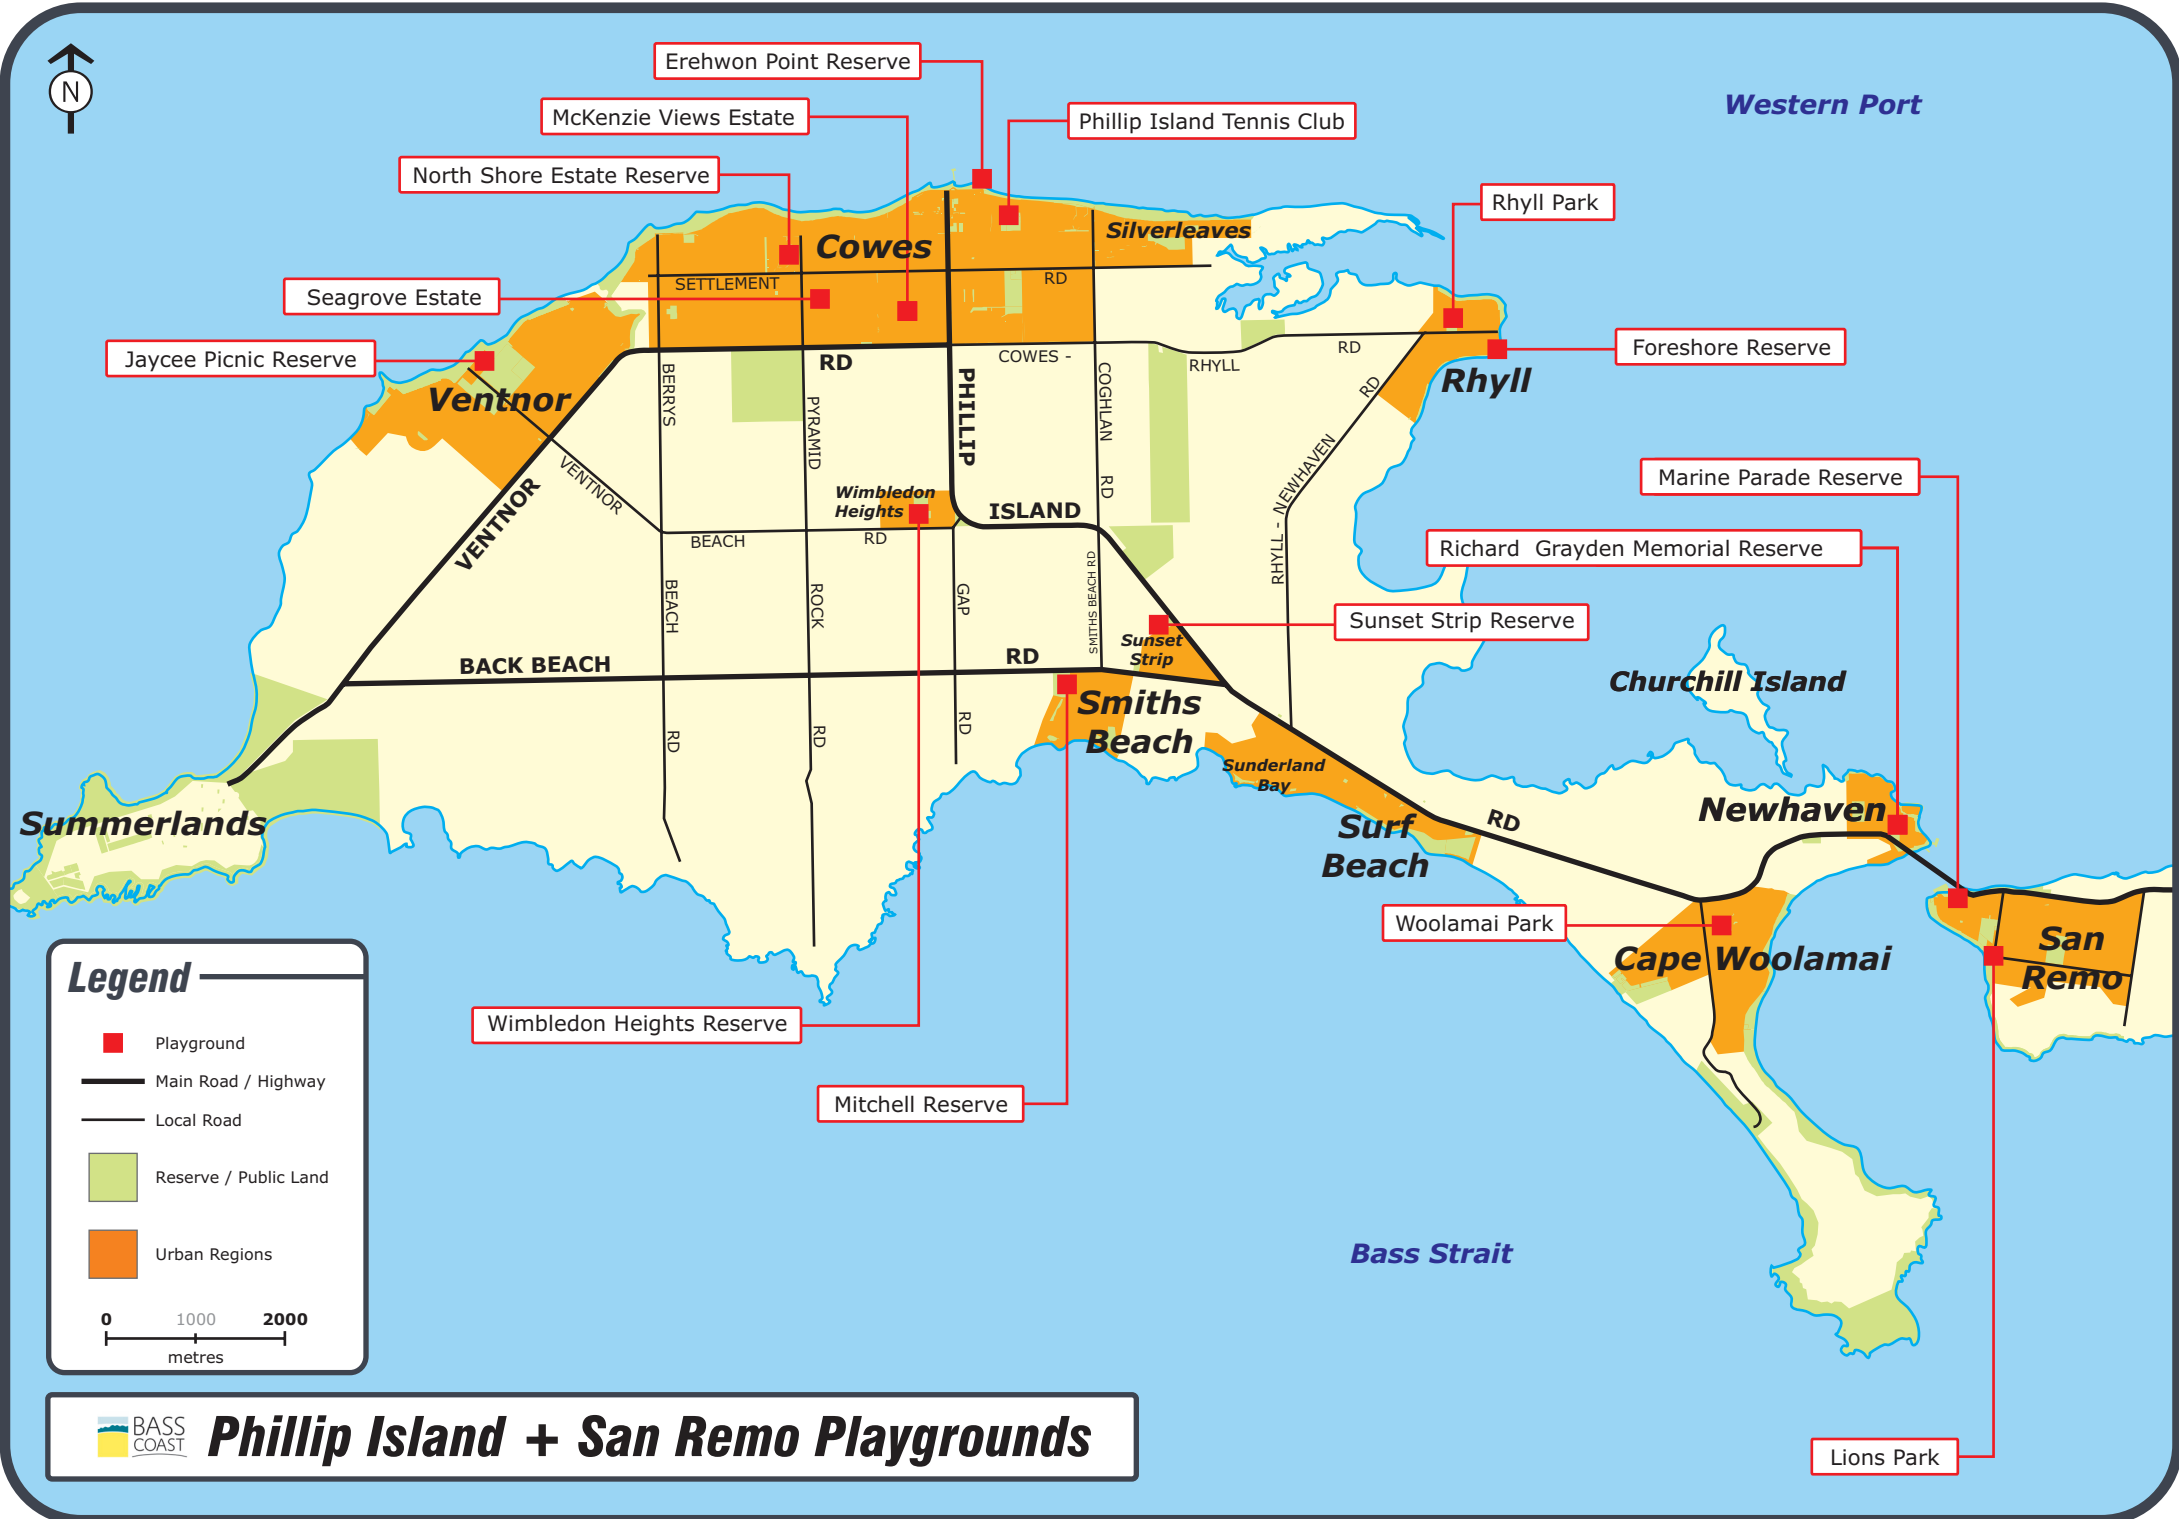 N
Erehwon Point Reserve
Western Port
McKenzie Views Estate
Phillip Island Tennis Club
North Shore Estate Reserve
Rhyll Park
Silverleaves
Cowes
SETTLEMENT
RD
Seagrove Estate
Jaycee Picnic Reserve
Foreshore Reserve
RD
COWES -
RHYLL
RD
Rhyll
Ventnor
BERRYS
PYRAMID
PHILLIP
COGHLAN
RD
RD
Marine Parade Reserve
VENTNOR
VENTNOR
Wimbledon
Heights
ISLAND
RHYLL - NEWHAVEN
BEACH
RD
Richard  Grayden Memorial Reserve
BEACH
ROCK
GAP
SMITHS BEACH RD
Sunset Strip Reserve
Sunset
Strip
BACK BEACH
RD
Churchill Island
Smiths
Beach
RD
RD
RD
Sunderland
Bay
Summerlands
Newhaven
Surf
Beach
RD
Woolamai Park
Cape Woolamai
San
Remo
Legend
Playground
Main Road / Highway
Local Road
Reserve / Public Land
Urban Regions
0
1000
2000
metres
Wimbledon Heights Reserve
Mitchell Reserve
Bass Strait
Lions Park
BASS
COAST
Phillip Island + San Remo Playgrounds